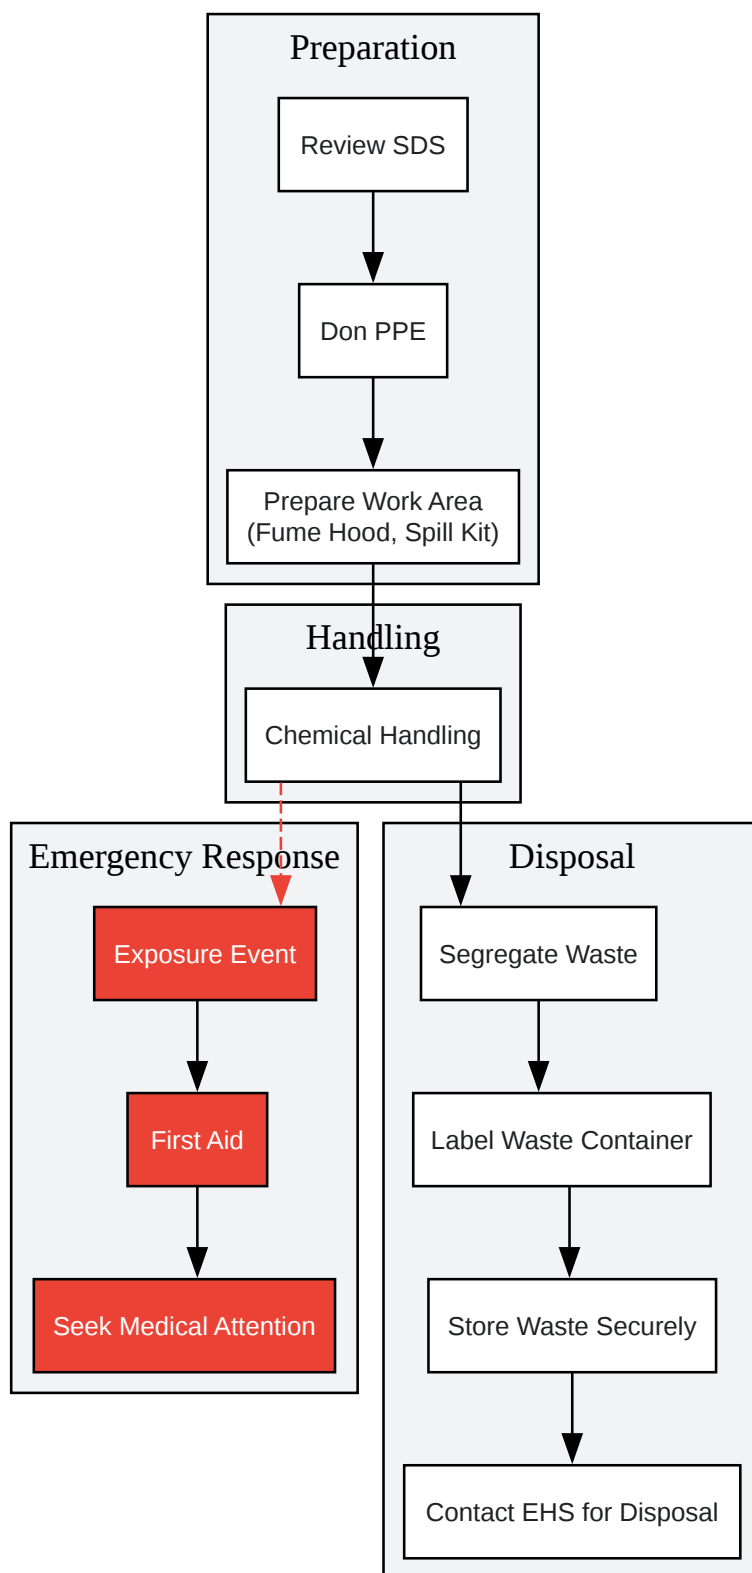 Preparation
Review SDS
Don PPE
Prepare Work Area
(Fume Hood, Spill Kit)
Handling
Chemical Handling
Emergency Response
Exposure Event
First Aid
Seek Medical Attention
Disposal
Segregate Waste
Label Waste Container
Store Waste Securely
Contact EHS for Disposal